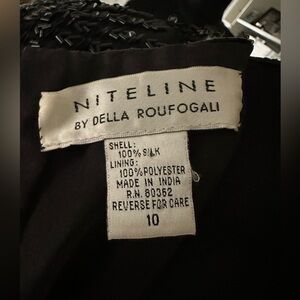 NITELINE
BY DELLA ROUFOGALI
SHELL:
100% SILK
LINING:
100% POLYESTER
MADE IN INDIA
R.N. 80362
REVERSE FOR CARE
10